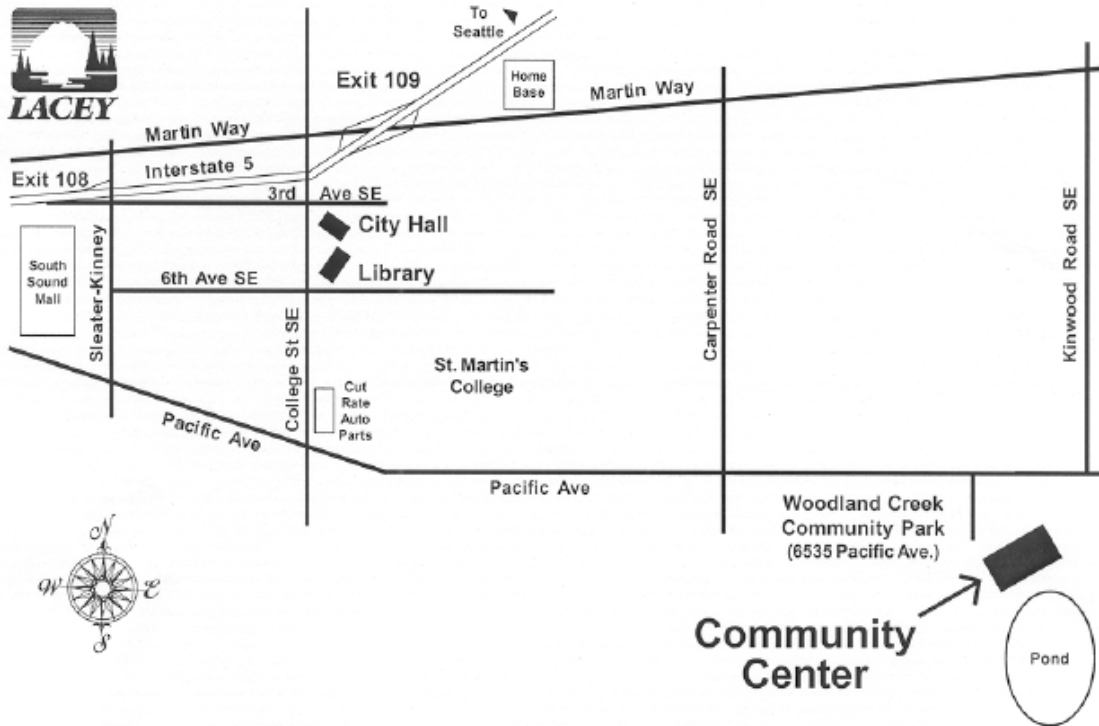 To
Seattle
LACEY
Exit 109
Home
Base
Martin Way
Martin Way
Interstate 5
Exit 108
3rd Ave SE
City Hall
Library
South
Sound
Mall
Sleater-Kinney
6th Ave SE
College St SE
Carpenter Road SE
Kinwood Road SE
St. Martin's
College
Cut
Rate
Auto
Parts
Pacific Ave
Pacific Ave
Woodland Creek
Community Park
(6535 Pacific Ave.)
N
W
E
S
Community
Center
Pond